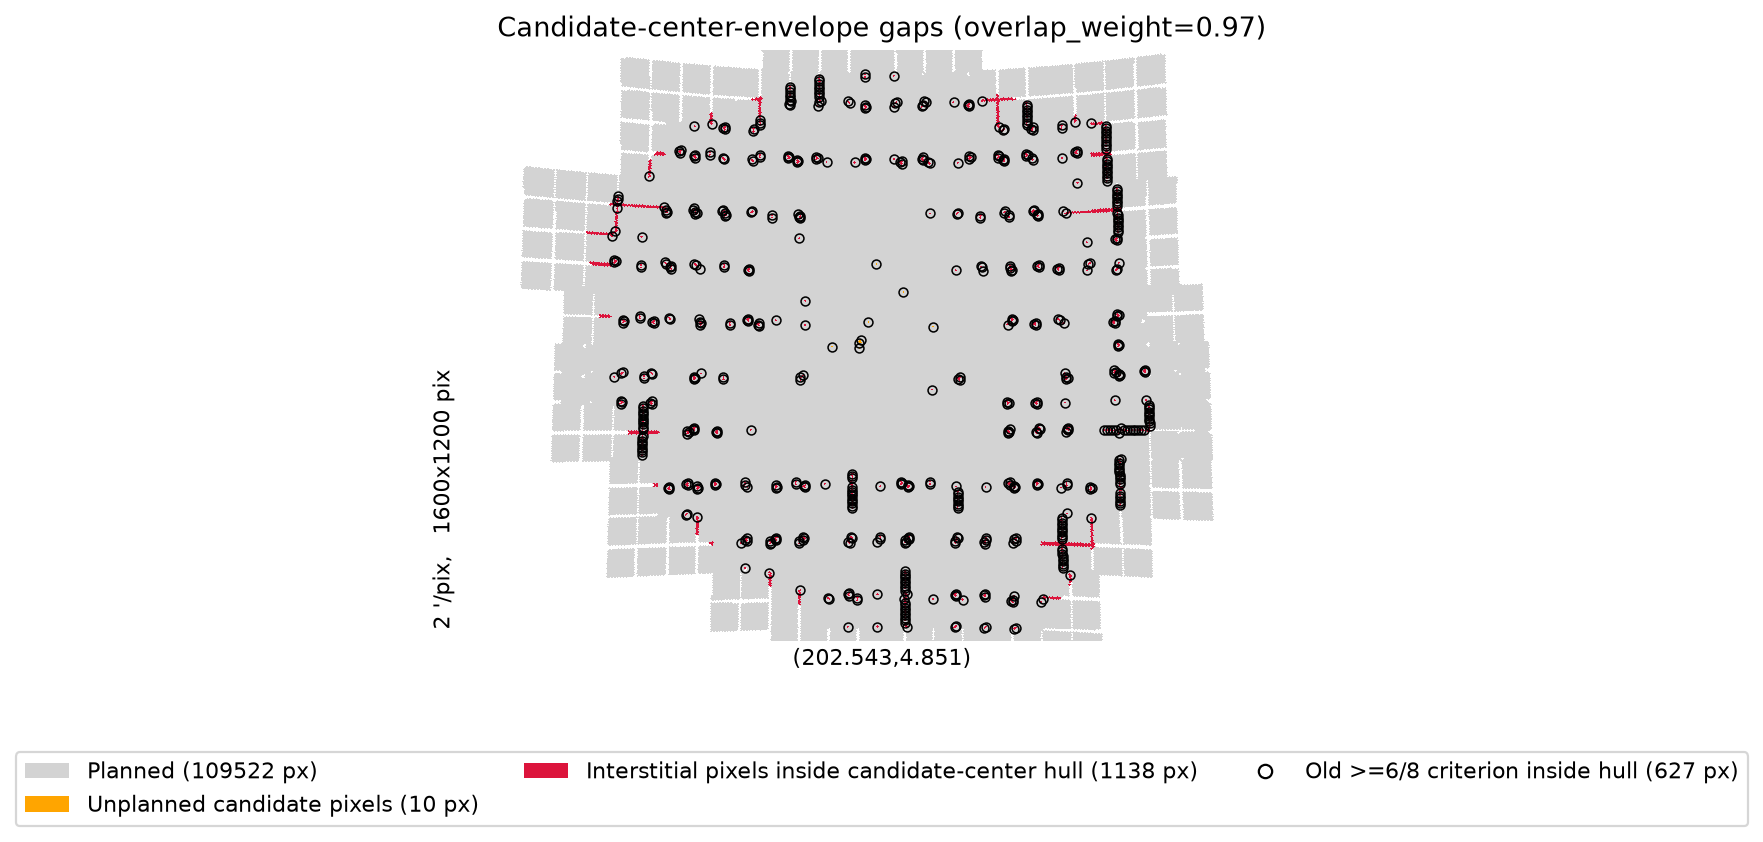 Candidate-center-envelope gaps (overlap_weight=0.97)
2 '/pix,   1600x1200 pix
(202.543,4.851)
Planned (109522 px)
Unplanned candidate pixels (10 px)
Interstitial pixels inside candidate-center hull (1138 px)
Old >=6/8 criterion inside hull (627 px)